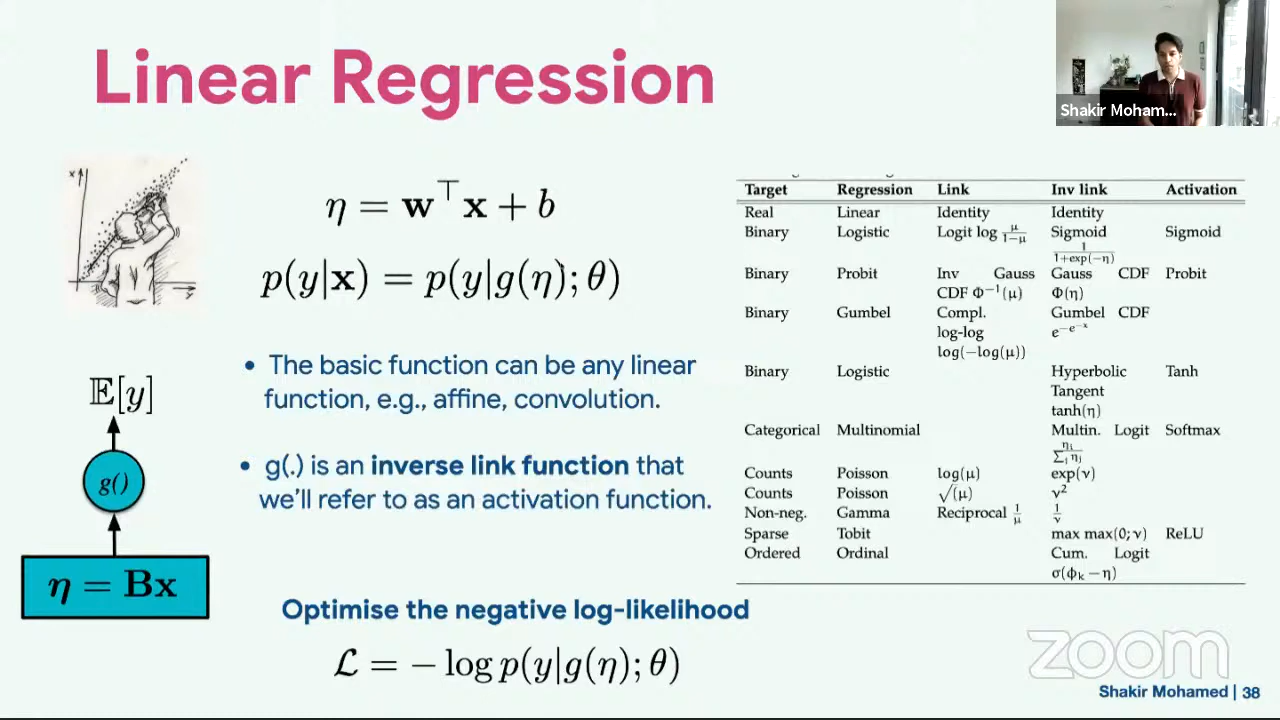 Linear Regression
Shakir Moham...
η = w⊤x + b
p(y|x) = p(y|g(η); θ)
• The basic function can be any linear
function, e.g., affine, convolution.
• g(.) is an inverse link function that
we'll refer to as an activation function.
𝔼[y]
g()
η = Bx
Optimise the negative log-likelihood
ℒ = − log p(y|g(η); θ)
Target Regression Link Inv link Activation
Real Linear Identity Identity
Binary Logistic Logit log μ/(1−μ) Sigmoid Sigmoid
1/(1+exp(−η))
Binary Probit Inv Gauss Gauss CDF Probit
CDF Φ⁻¹(μ) Φ(η)
Binary Gumbel Compl. Gumbel CDF
log-log e^−e^−x
log(−log(μ))
Binary Logistic Hyperbolic Tanh
Tangent
tanh(η)
Categorical Multinomial Multin. Logit Softmax
ηᵢ/Σⱼ ηⱼ
Counts Poisson log(μ) exp(ν)
Counts Poisson √(μ) ν²
Non-neg. Gamma Reciprocal 1/μ 1/ν
Sparse Tobit max max(0; ν) ReLU
Ordered Ordinal Cum. Logit
σ(ϕₖ − η)
zoom
Shakir Mohamed | 38